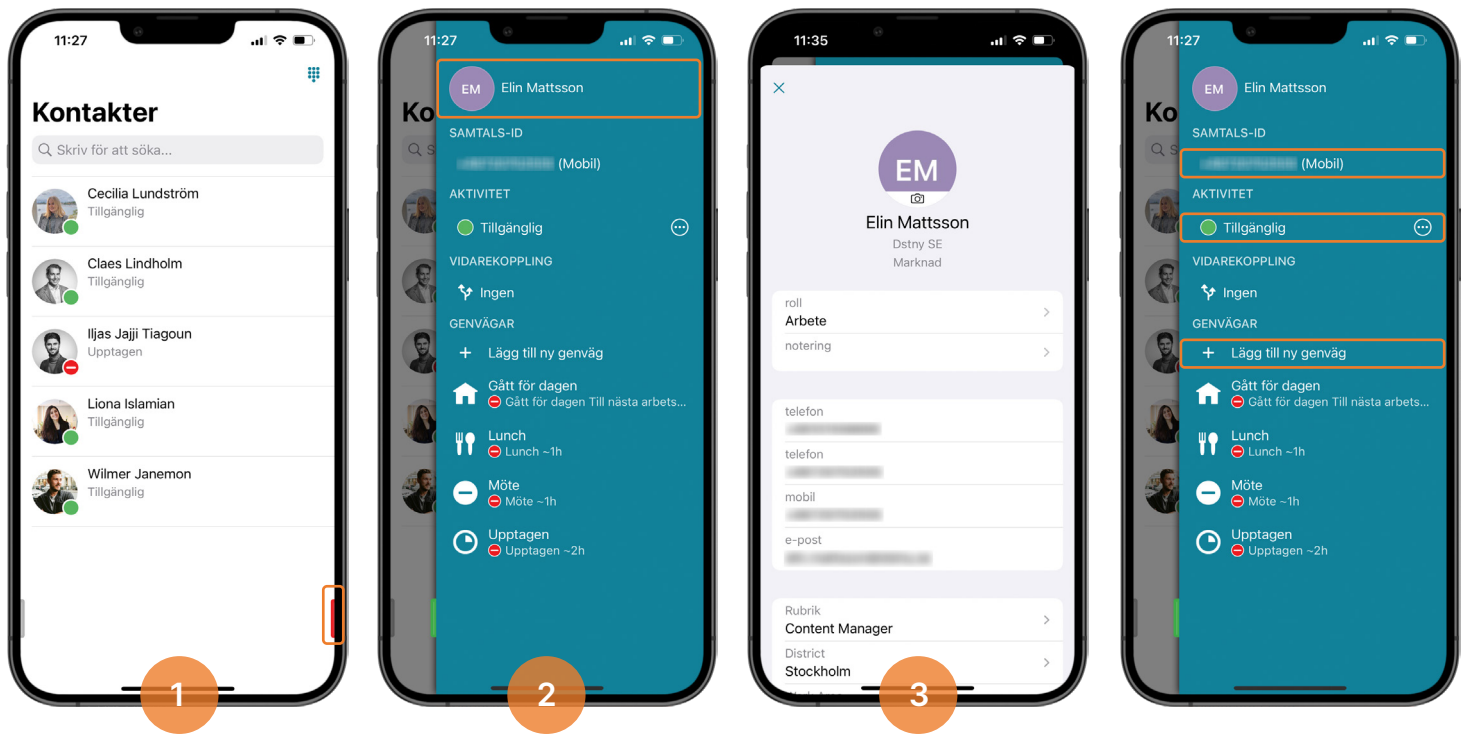 11:27
Kontakter
Skriv för att söka...
Cecilia Lundström
Tillgänglig
Claes Lindholm
Tillgänglig
Iljas Jajji Tiagoun
Upptagen
Liona Islamian
Tillgänglig
Wilmer Janemon
Tillgänglig
1
11:27
Ko
S
EM
Elin Mattsson
SAMTALS-ID
(Mobil)
AKTIVITET
Tillgänglig
VIDAREKOPPLING
Ingen
GENVÄGAR
+ Lägg till ny genväg
Gått för dagen
Gått för dagen Till nästa arbets...
Lunch
Lunch ~1h
Möte
Möte ~1h
Upptagen
Upptagen ~2h
2
11:35
EM
Elin Mattsson
Dstny SE
Marknad
roll
Arbete
notering
telefon
telefon
mobil
e-post
Rubrik
Content Manager
District
Stockholm
3
11:27
Ko
S
EM
Elin Mattsson
SAMTALS-ID
(Mobil)
AKTIVITET
Tillgänglig
VIDAREKOPPLING
Ingen
GENVÄGAR
+ Lägg till ny genväg
Gått för dagen
Gått för dagen Till nästa arbets...
Lunch
Lunch ~1h
Möte
Möte ~1h
Upptagen
Upptagen ~2h